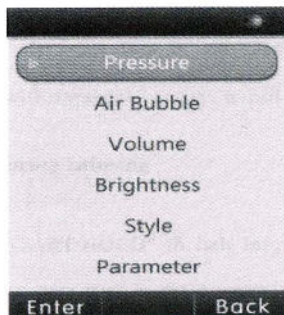 Pressure
Air Bubble
Volume
Brightness
Style
Parameter
Enter Back